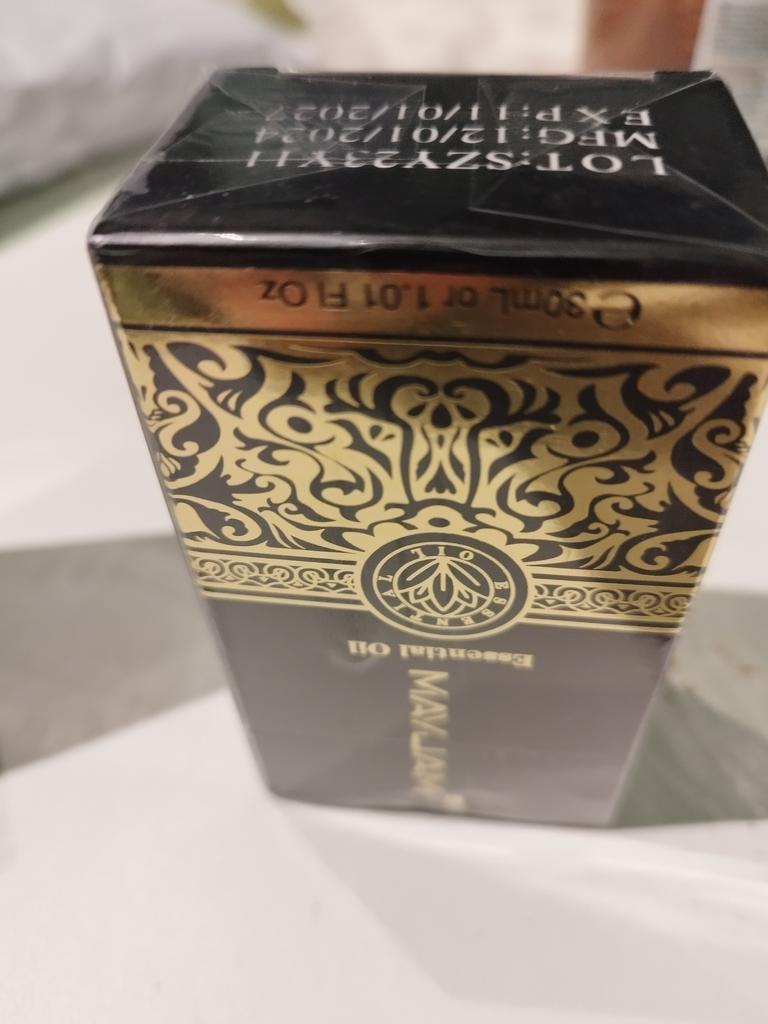 LOT:SZY23YH
MFG:12/01/2024
EXP:11/01/2027
MAYJAM
Essential Oil
ESSENTIAL OIL
e 30mL or 1.01 Fl Oz